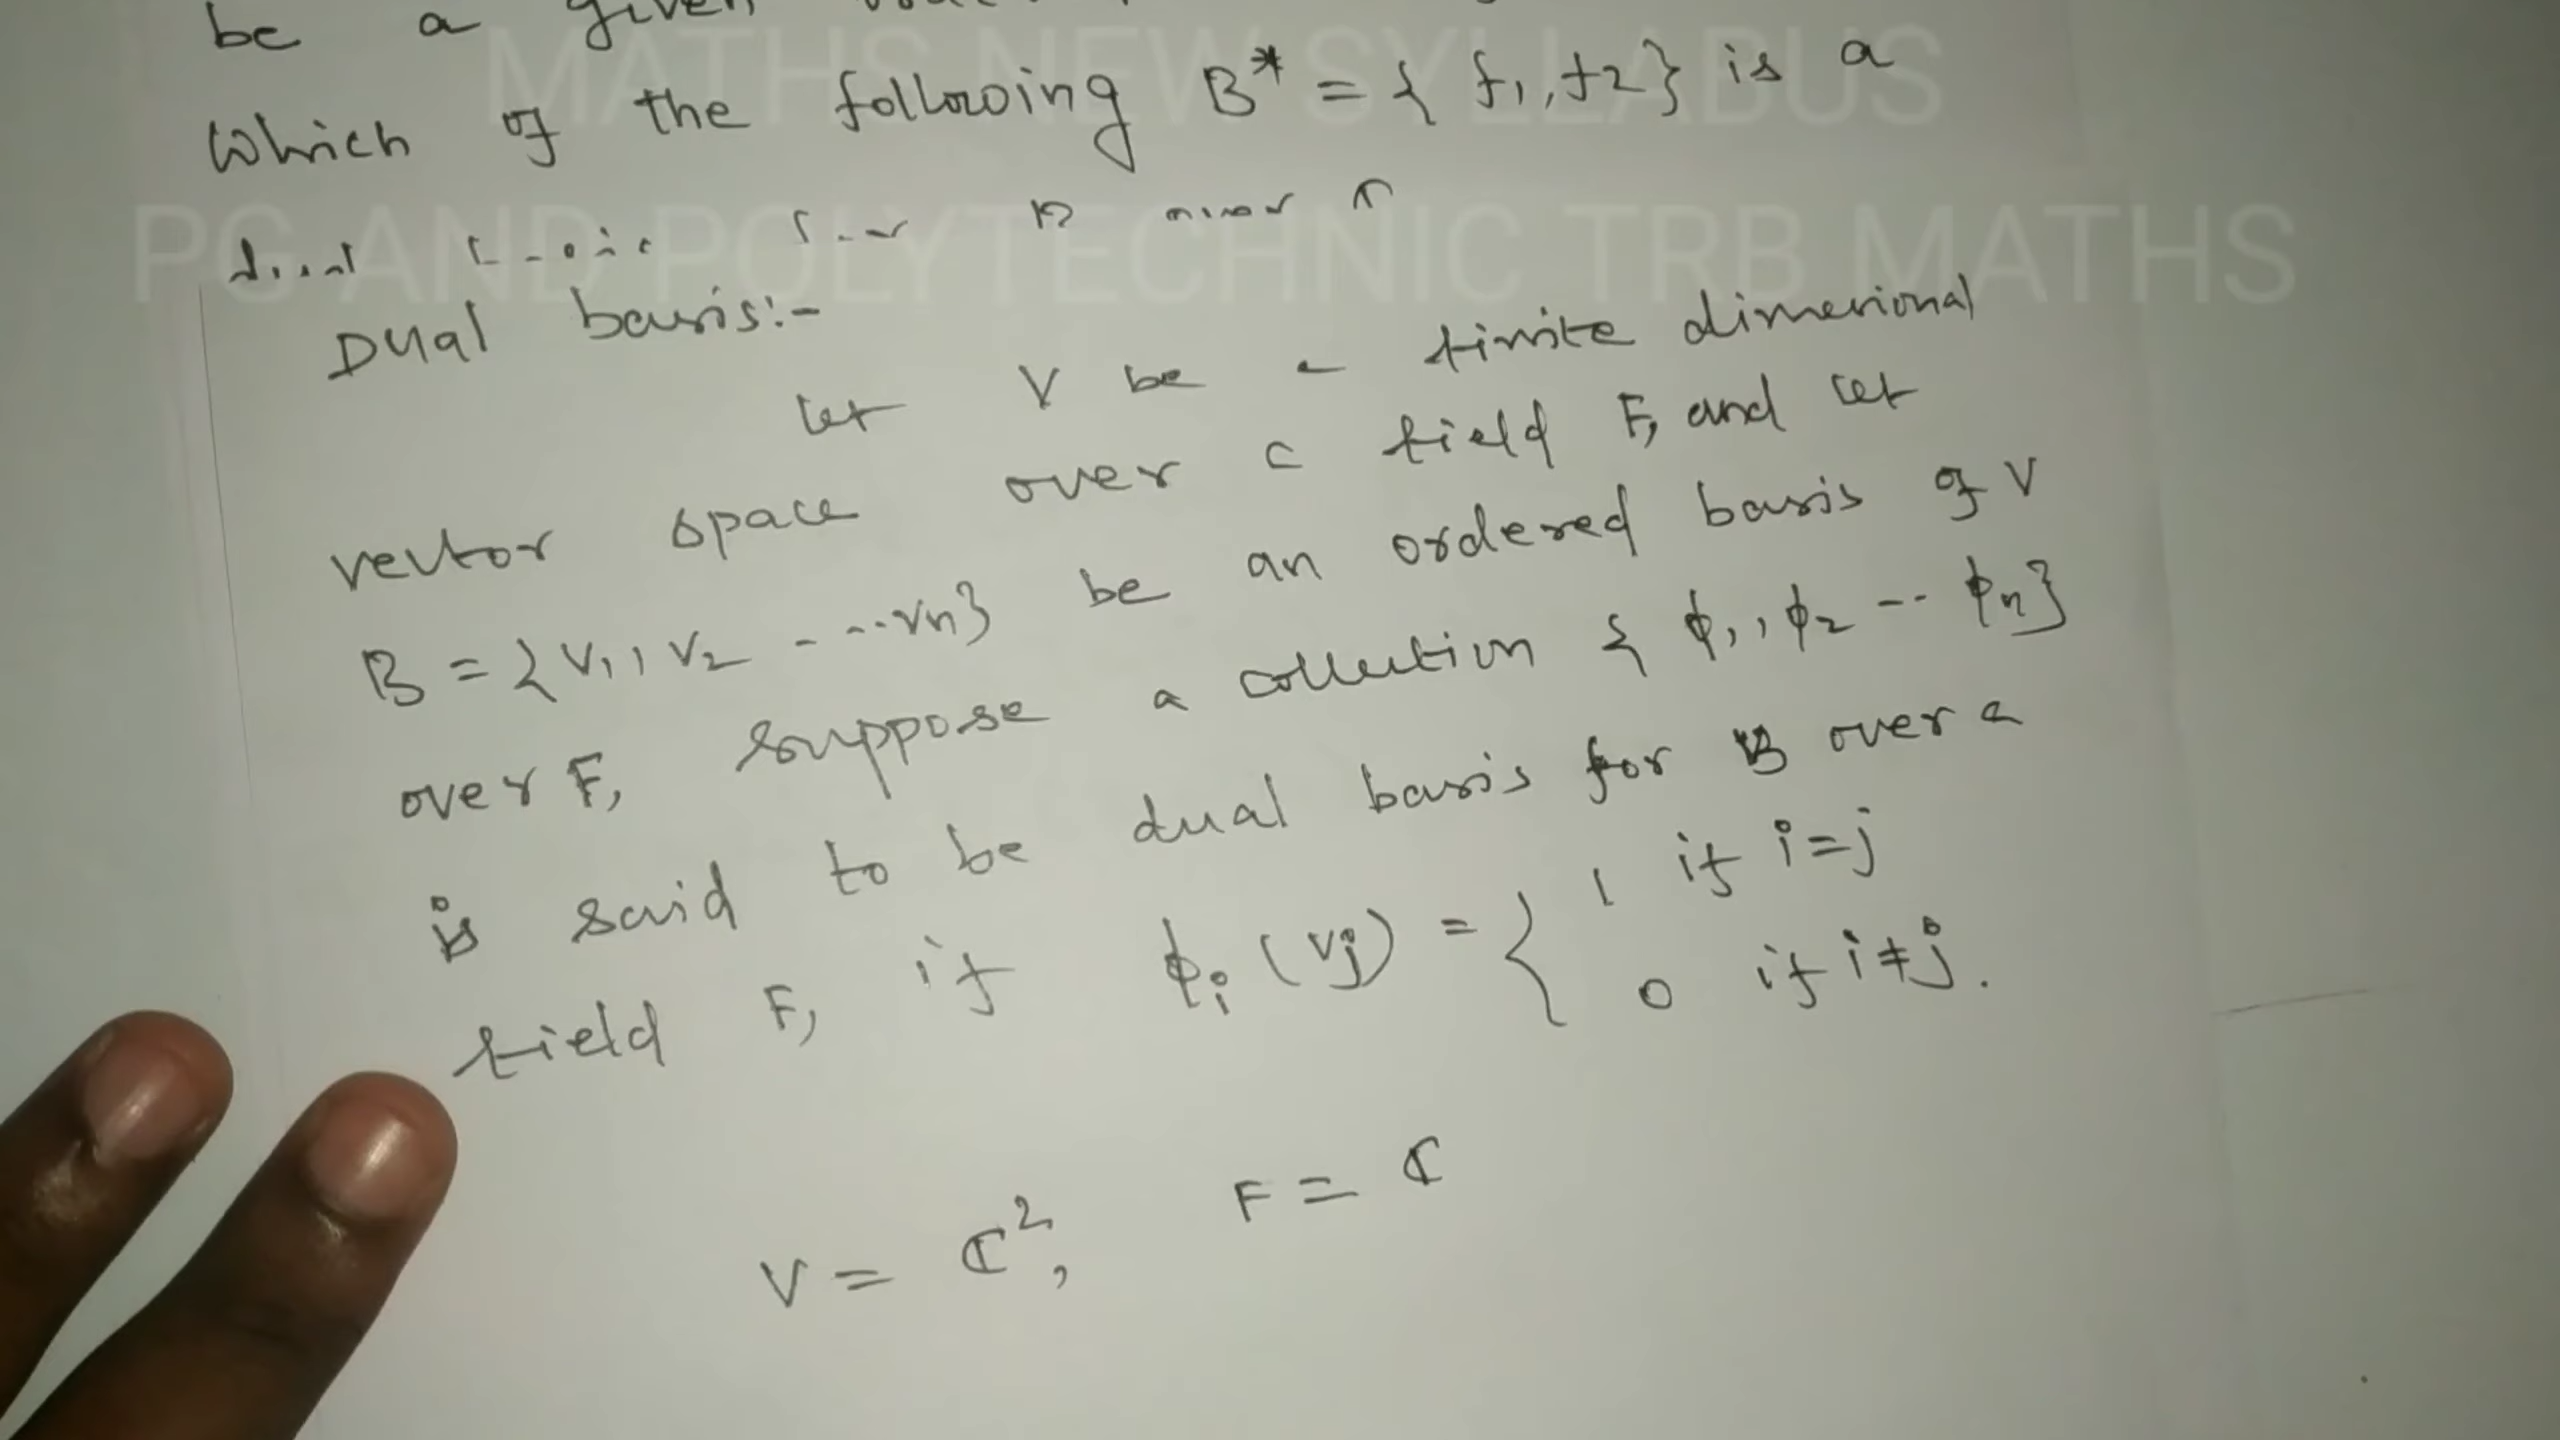 be a given
Which of the following B* = { f1, f2} is a
MATHS NEW SYLLABUS
PG AND POLYTECHNIC TRB MATHS
Dual basis:-
Let V be a finite dimensional
vector space over a field F, and let
B = {v1, v2 - ... vn} be an ordered basis of V
over F, suppose a collection { ϕ1, ϕ2 --- ϕn}
is said to be dual basis for B over a
field F, if ϕi (vj) = { 1 if i=j
0 if i≠j.
V = ℂ², F = ℂ